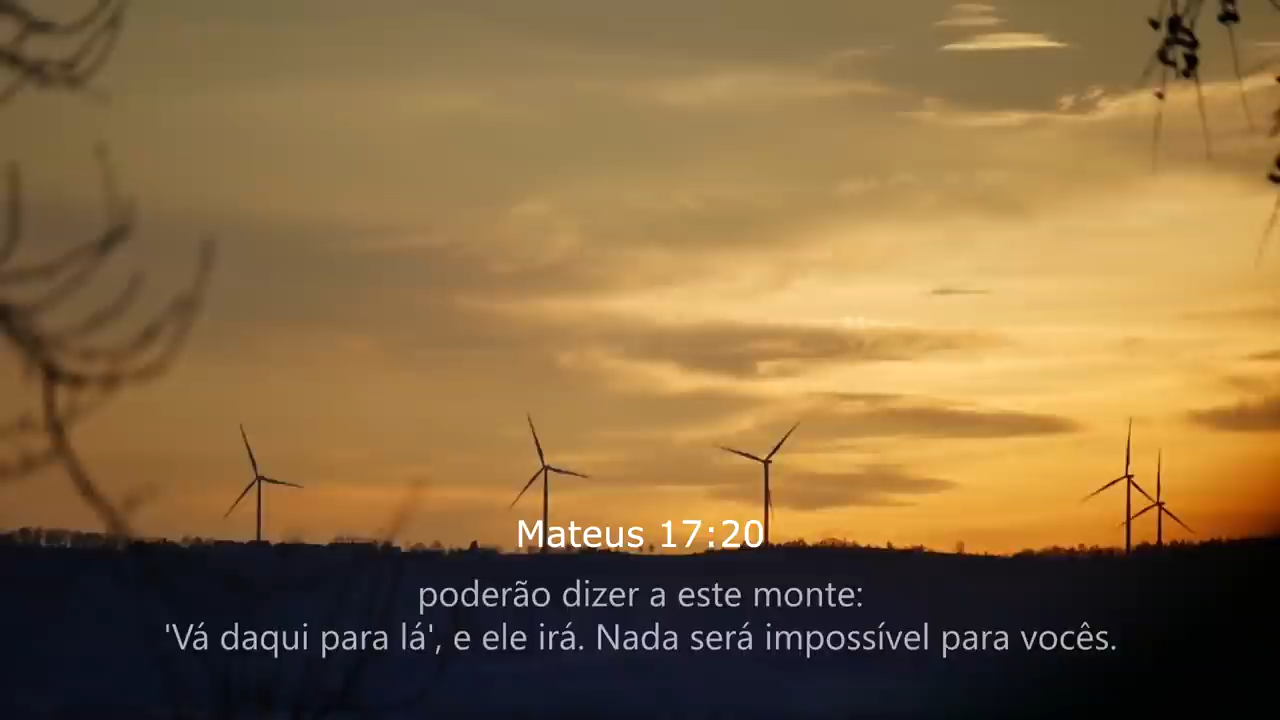 Mateus 17:20
poderão dizer a este monte:
'Vá daqui para lá', e ele irá. Nada será impossível para vocês.